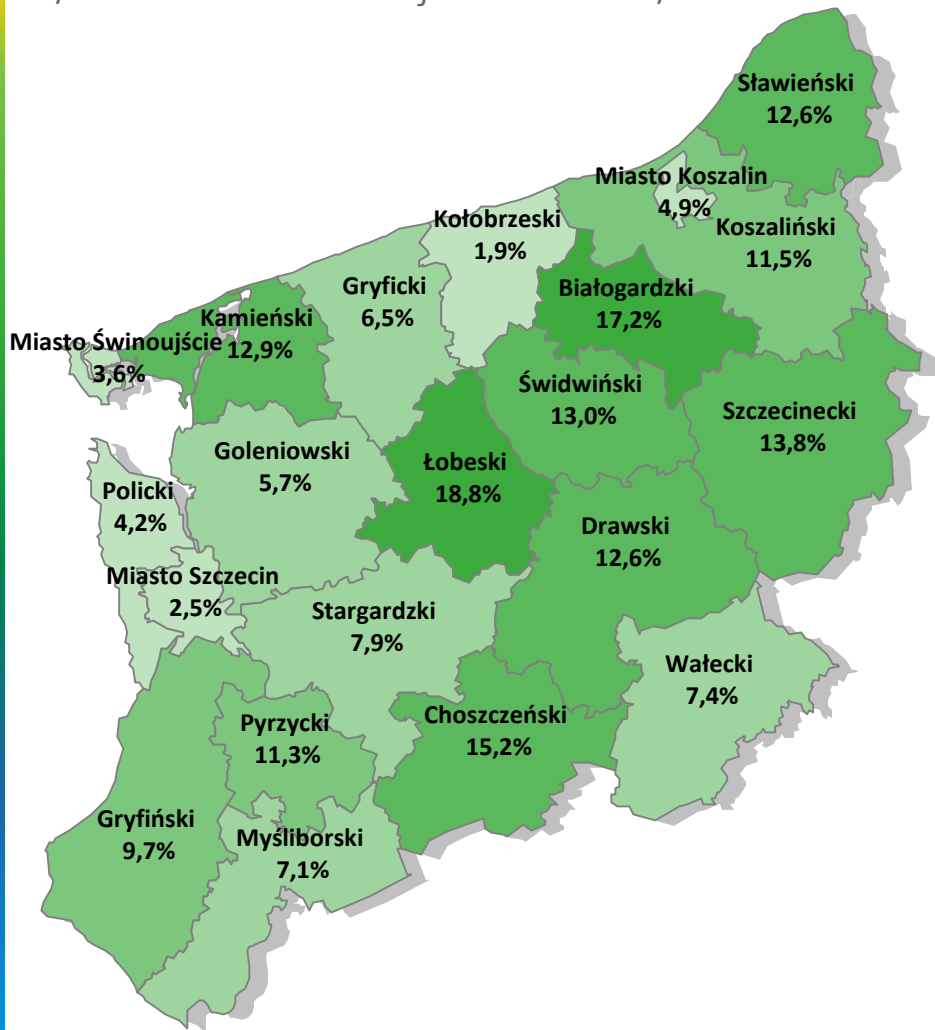 Sławieński
12,6%
Miasto Koszalin
4,9%
Kołobrzeski
1,9%
Koszaliński
11,5%
Gryficki
6,5%
Białogardzki
17,2%
Kamieński
12,9%
Miasto Świnoujście
3,6%
Świdwiński
13,0%
Szczecinecki
13,8%
Goleniowski
5,7%
Łobeski
18,8%
Policki
4,2%
Drawski
12,6%
Miasto Szczecin
2,5%
Stargardzki
7,9%
Wałecki
7,4%
Choszczeński
15,2%
Pyrzycki
11,3%
Gryfiński
9,7%
Myśliborski
7,1%